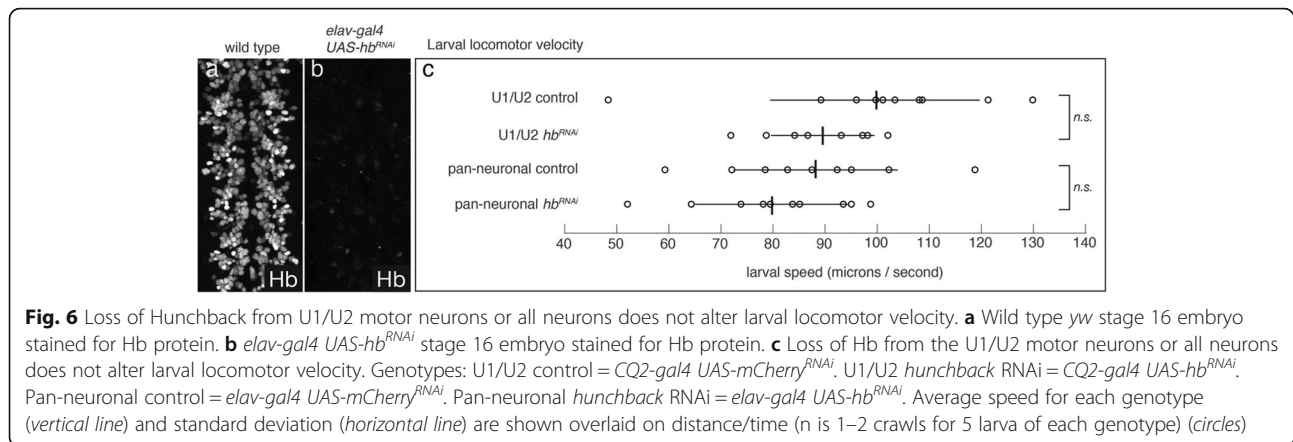 elav-gal4
UAS-hbRNAi
wild type
Larval locomotor velocity
a
b
c
Hb
Hb
U1/U2 control
U1/U2 hbRNAi
pan-neuronal control
pan-neuronal hbRNAi
n.s.
n.s.
40 50 60 70 80 90 100 110 120 130 140
larval speed (microns / second)
Fig. 6 Loss of Hunchback from U1/U2 motor neurons or all neurons does not alter larval locomotor velocity. a Wild type yw stage 16 embryo
stained for Hb protein. b elav-gal4 UAS-hbRNAi stage 16 embryo stained for Hb protein. c Loss of Hb from the U1/U2 motor neurons or all neurons
does not alter larval locomotor velocity. Genotypes: U1/U2 control = CQ2-gal4 UAS-mCherryRNAi. U1/U2 hunchback RNAi = CQ2-gal4 UAS-hbRNAi.
Pan-neuronal control = elav-gal4 UAS-mCherryRNAi. Pan-neuronal hunchback RNAi = elav-gal4 UAS-hbRNAi. Average speed for each genotype
(vertical line) and standard deviation (horizontal line) are shown overlaid on distance/time (n is 1–2 crawls for 5 larva of each genotype) (circles)